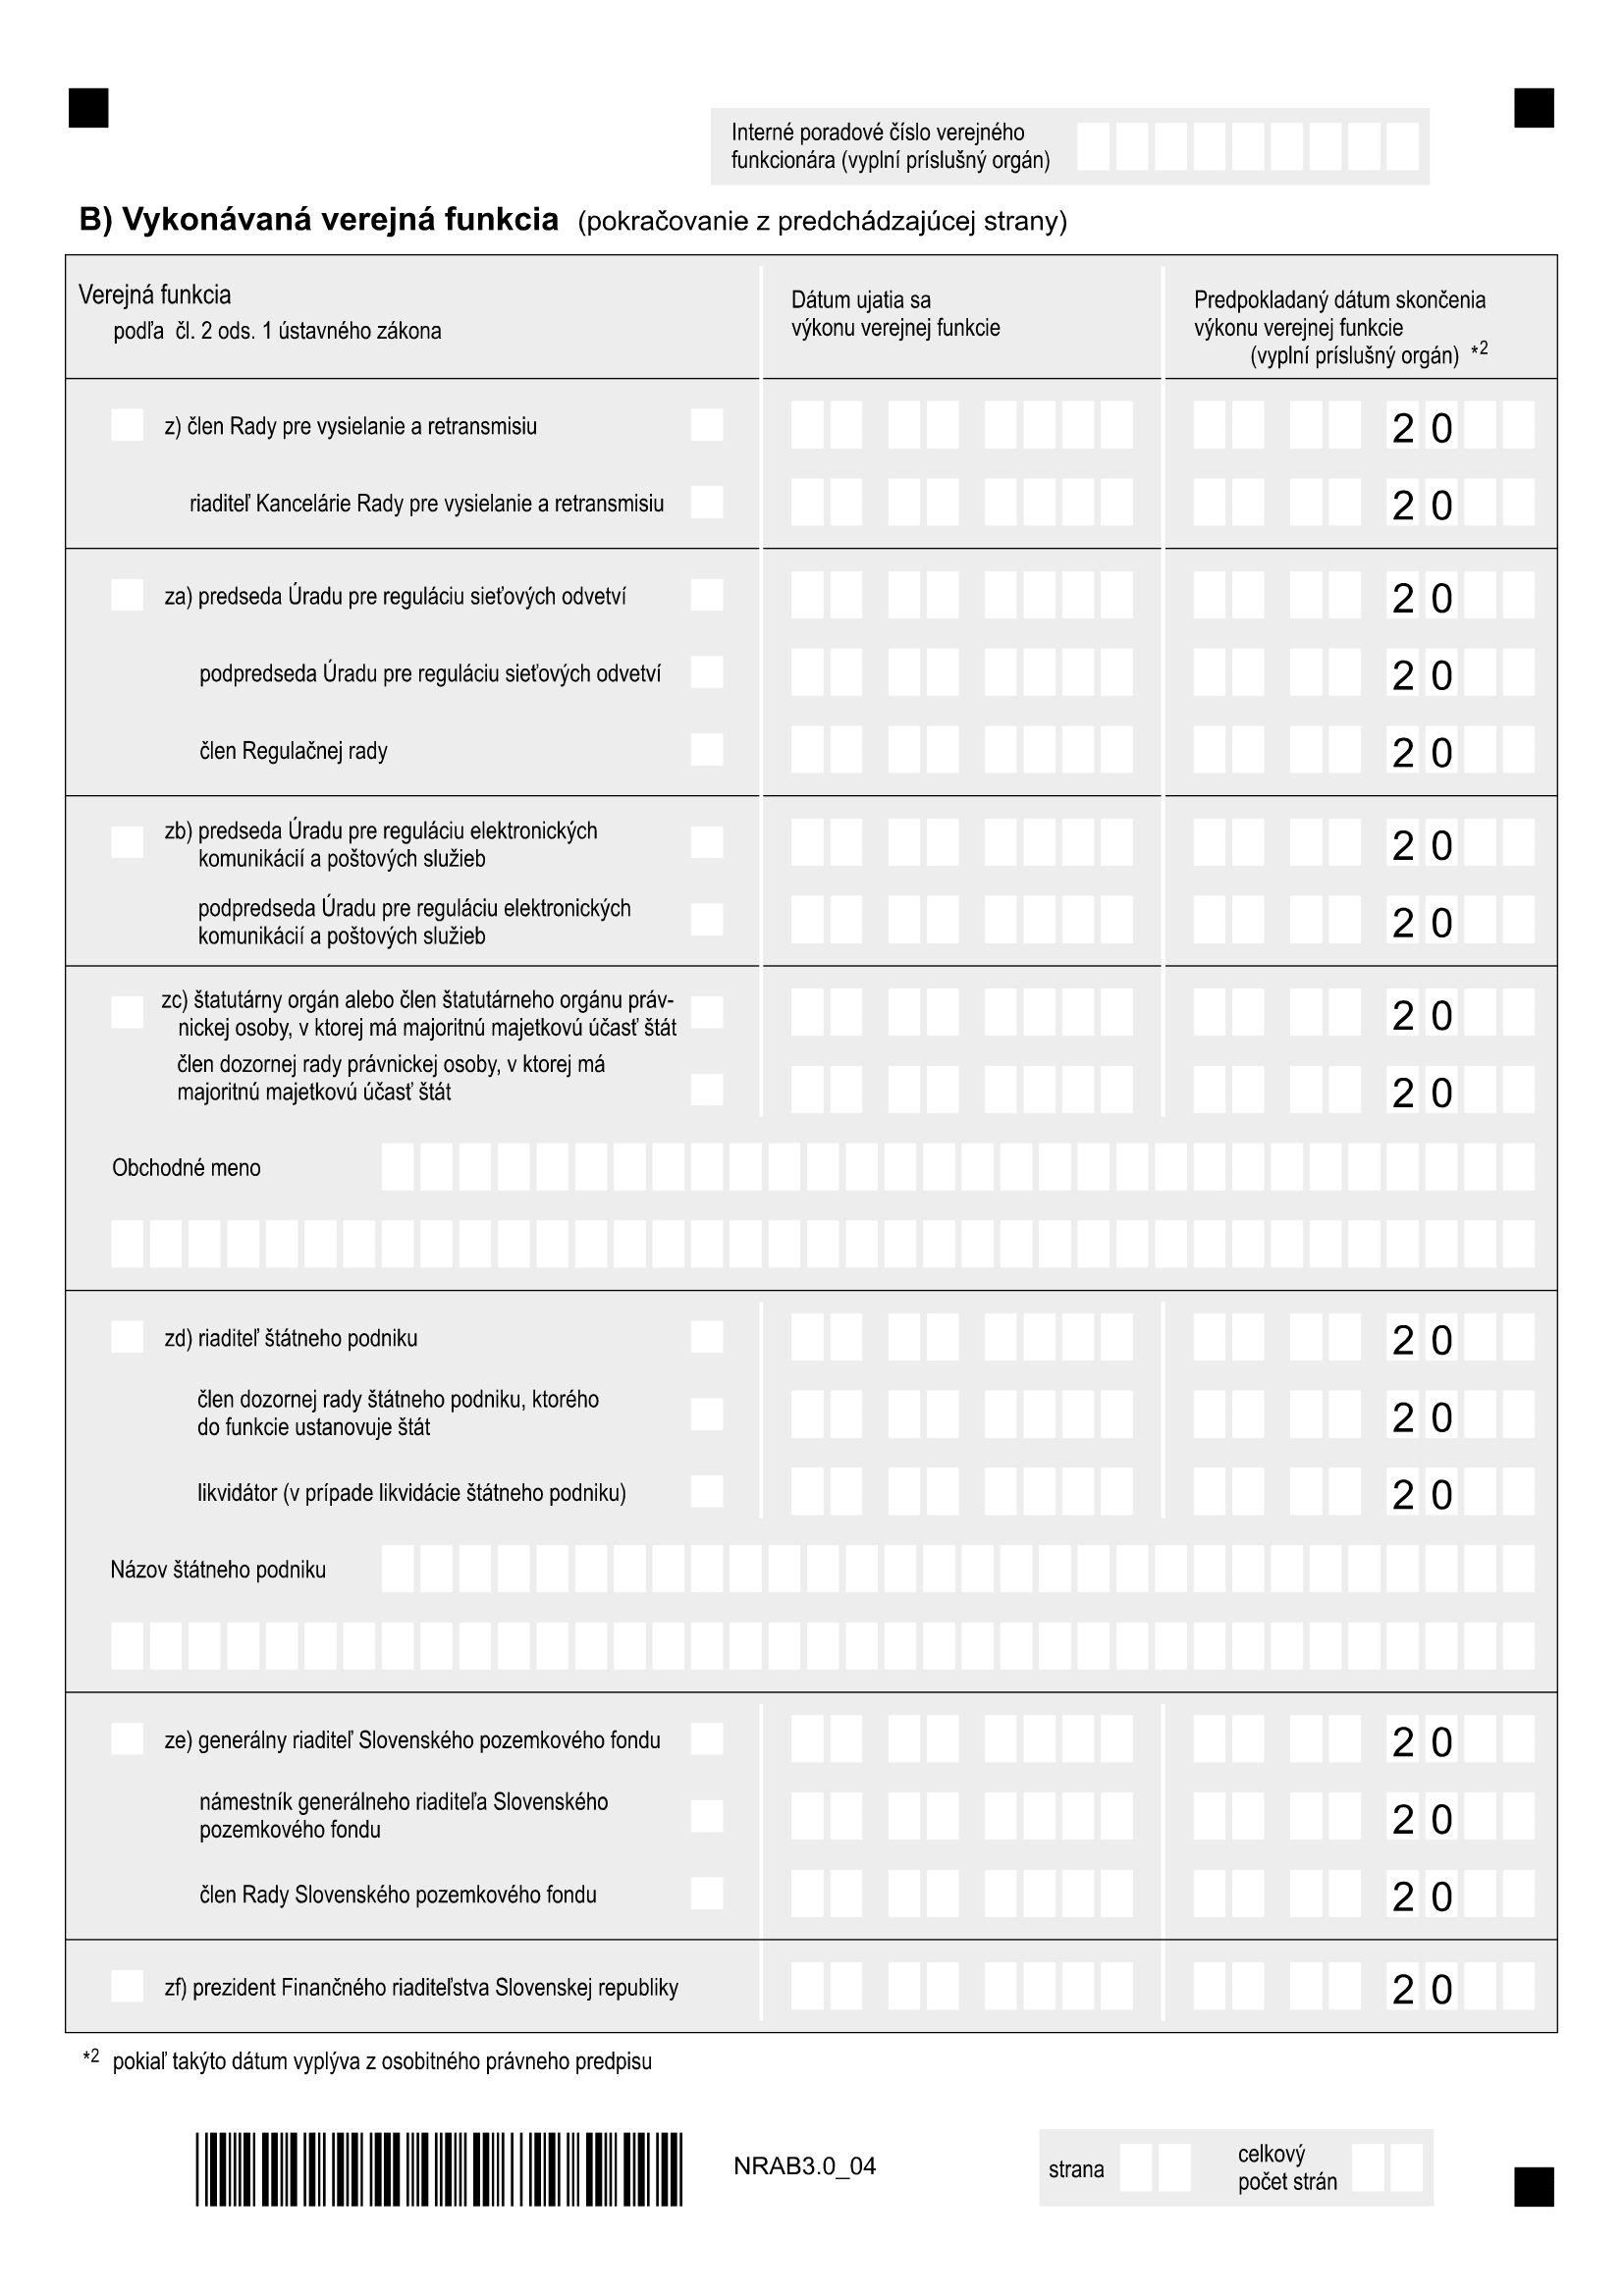 Interné poradové číslo verejného
funkcionára (vyplní príslušný orgán)
B) Vykonávaná verejná funkcia (pokračovanie z predchádzajúcej strany)
Verejná funkcia
podľa čl. 2 ods. 1 ústavného zákona
Dátum ujatia sa
výkonu verejnej funkcie
Predpokladaný dátum skončenia
výkonu verejnej funkcie
(vyplní príslušný orgán) *2
z) člen Rady pre vysielanie a retransmisiu
2 0
riaditeľ Kancelárie Rady pre vysielanie a retransmisiu
2 0
za) predseda Úradu pre reguláciu sieťových odvetví
2 0
podpredseda Úradu pre reguláciu sieťových odvetví
2 0
člen Regulačnej rady
2 0
zb) predseda Úradu pre reguláciu elektronických
komunikácií a poštových služieb
2 0
podpredseda Úradu pre reguláciu elektronických
komunikácií a poštových služieb
2 0
zc) štatutárny orgán alebo člen štatutárneho orgánu práv-
nickej osoby, v ktorej má majoritnú majetkovú účasť štát
2 0
člen dozornej rady právnickej osoby, v ktorej má
majoritnú majetkovú účasť štát
2 0
Obchodné meno
zd) riaditeľ štátneho podniku
2 0
člen dozornej rady štátneho podniku, ktorého
do funkcie ustanovuje štát
2 0
likvidátor (v prípade likvidácie štátneho podniku)
2 0
Názov štátneho podniku
ze) generálny riaditeľ Slovenského pozemkového fondu
2 0
námestník generálneho riaditeľa Slovenského
pozemkového fondu
2 0
člen Rady Slovenského pozemkového fondu
2 0
zf) prezident Finančného riaditeľstva Slovenskej republiky
2 0
*2 pokiaľ takýto dátum vyplýva z osobitného právneho predpisu
NRAB3.0_04
strana
celkový
počet strán